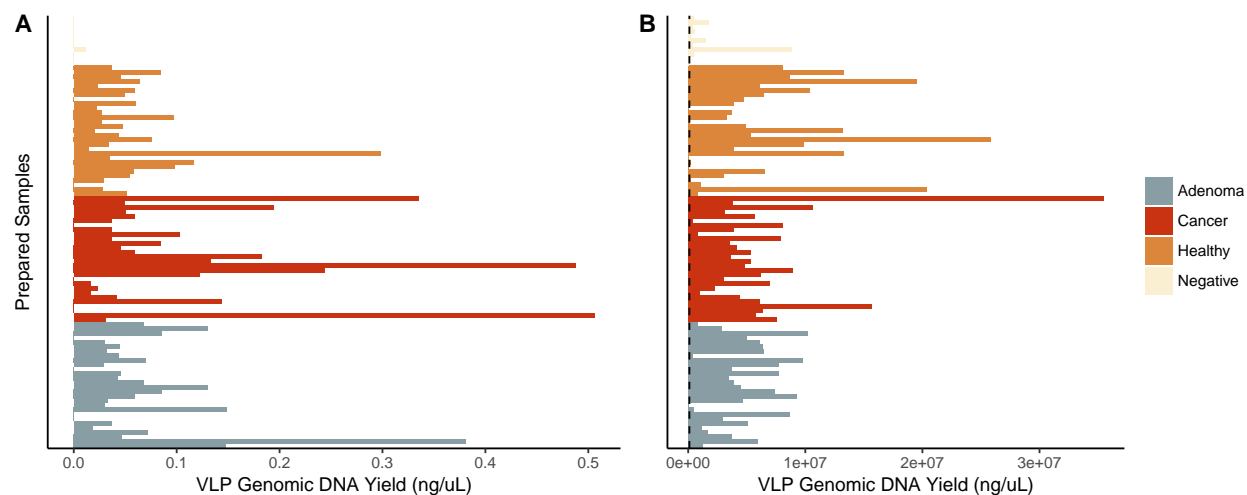 A
B
Prepared Samples
Adenoma
Cancer
Healthy
Negative
0.0 0.1 0.2 0.3 0.4 0.5
0e+00 1e+07 2e+07 3e+07
VLP Genomic DNA Yield (ng/uL)
VLP Genomic DNA Yield (ng/uL)